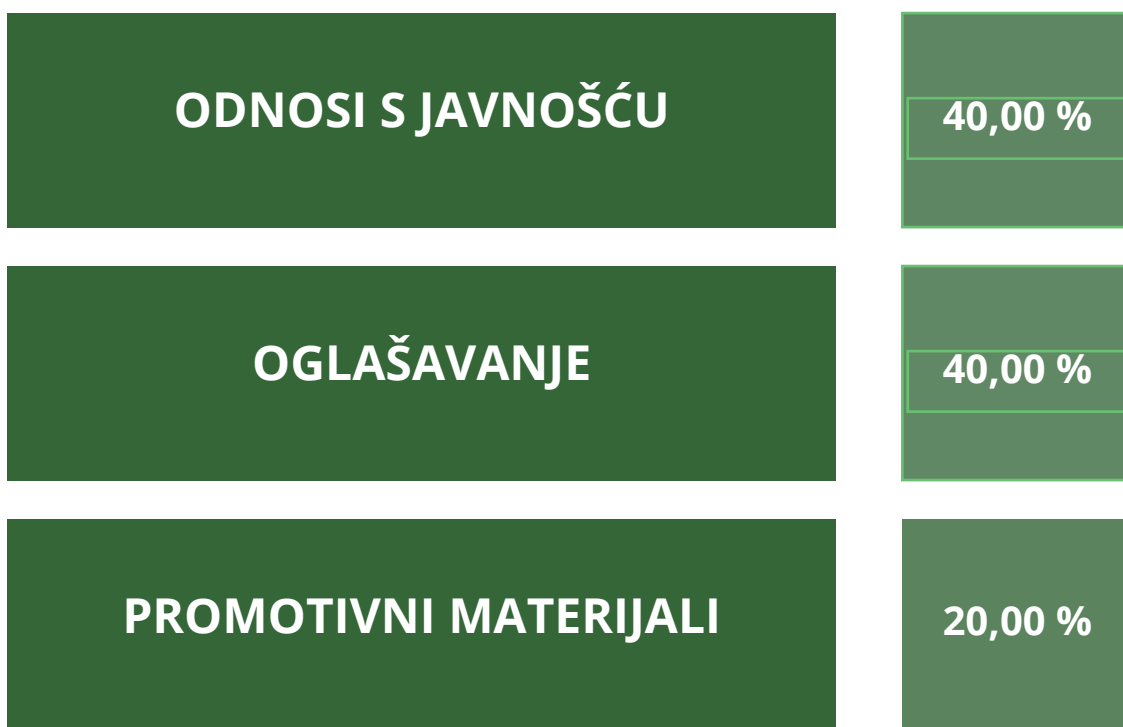 ODNOSI S JAVNOŠĆU
40,00 %
OGLAŠAVANJE
40,00 %
PROMOTIVNI MATERIJALI
20,00 %